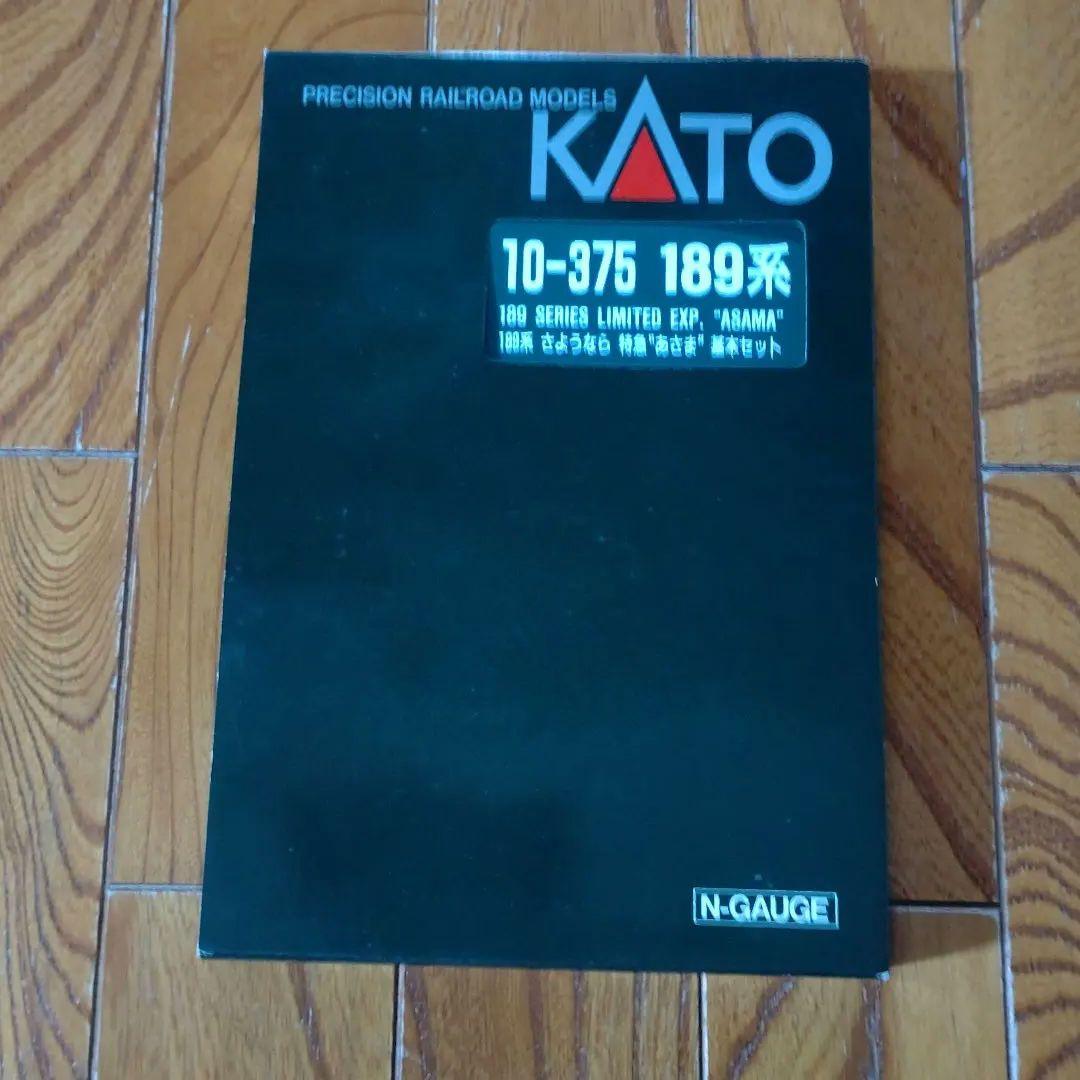 PRECISION RAILROAD MODELS
KATO
10-375 189系
189 SERIES LIMITED EXP. "ASAMA"
189系 さようなら 特急"あさま" 基本セット
N-GAUGE